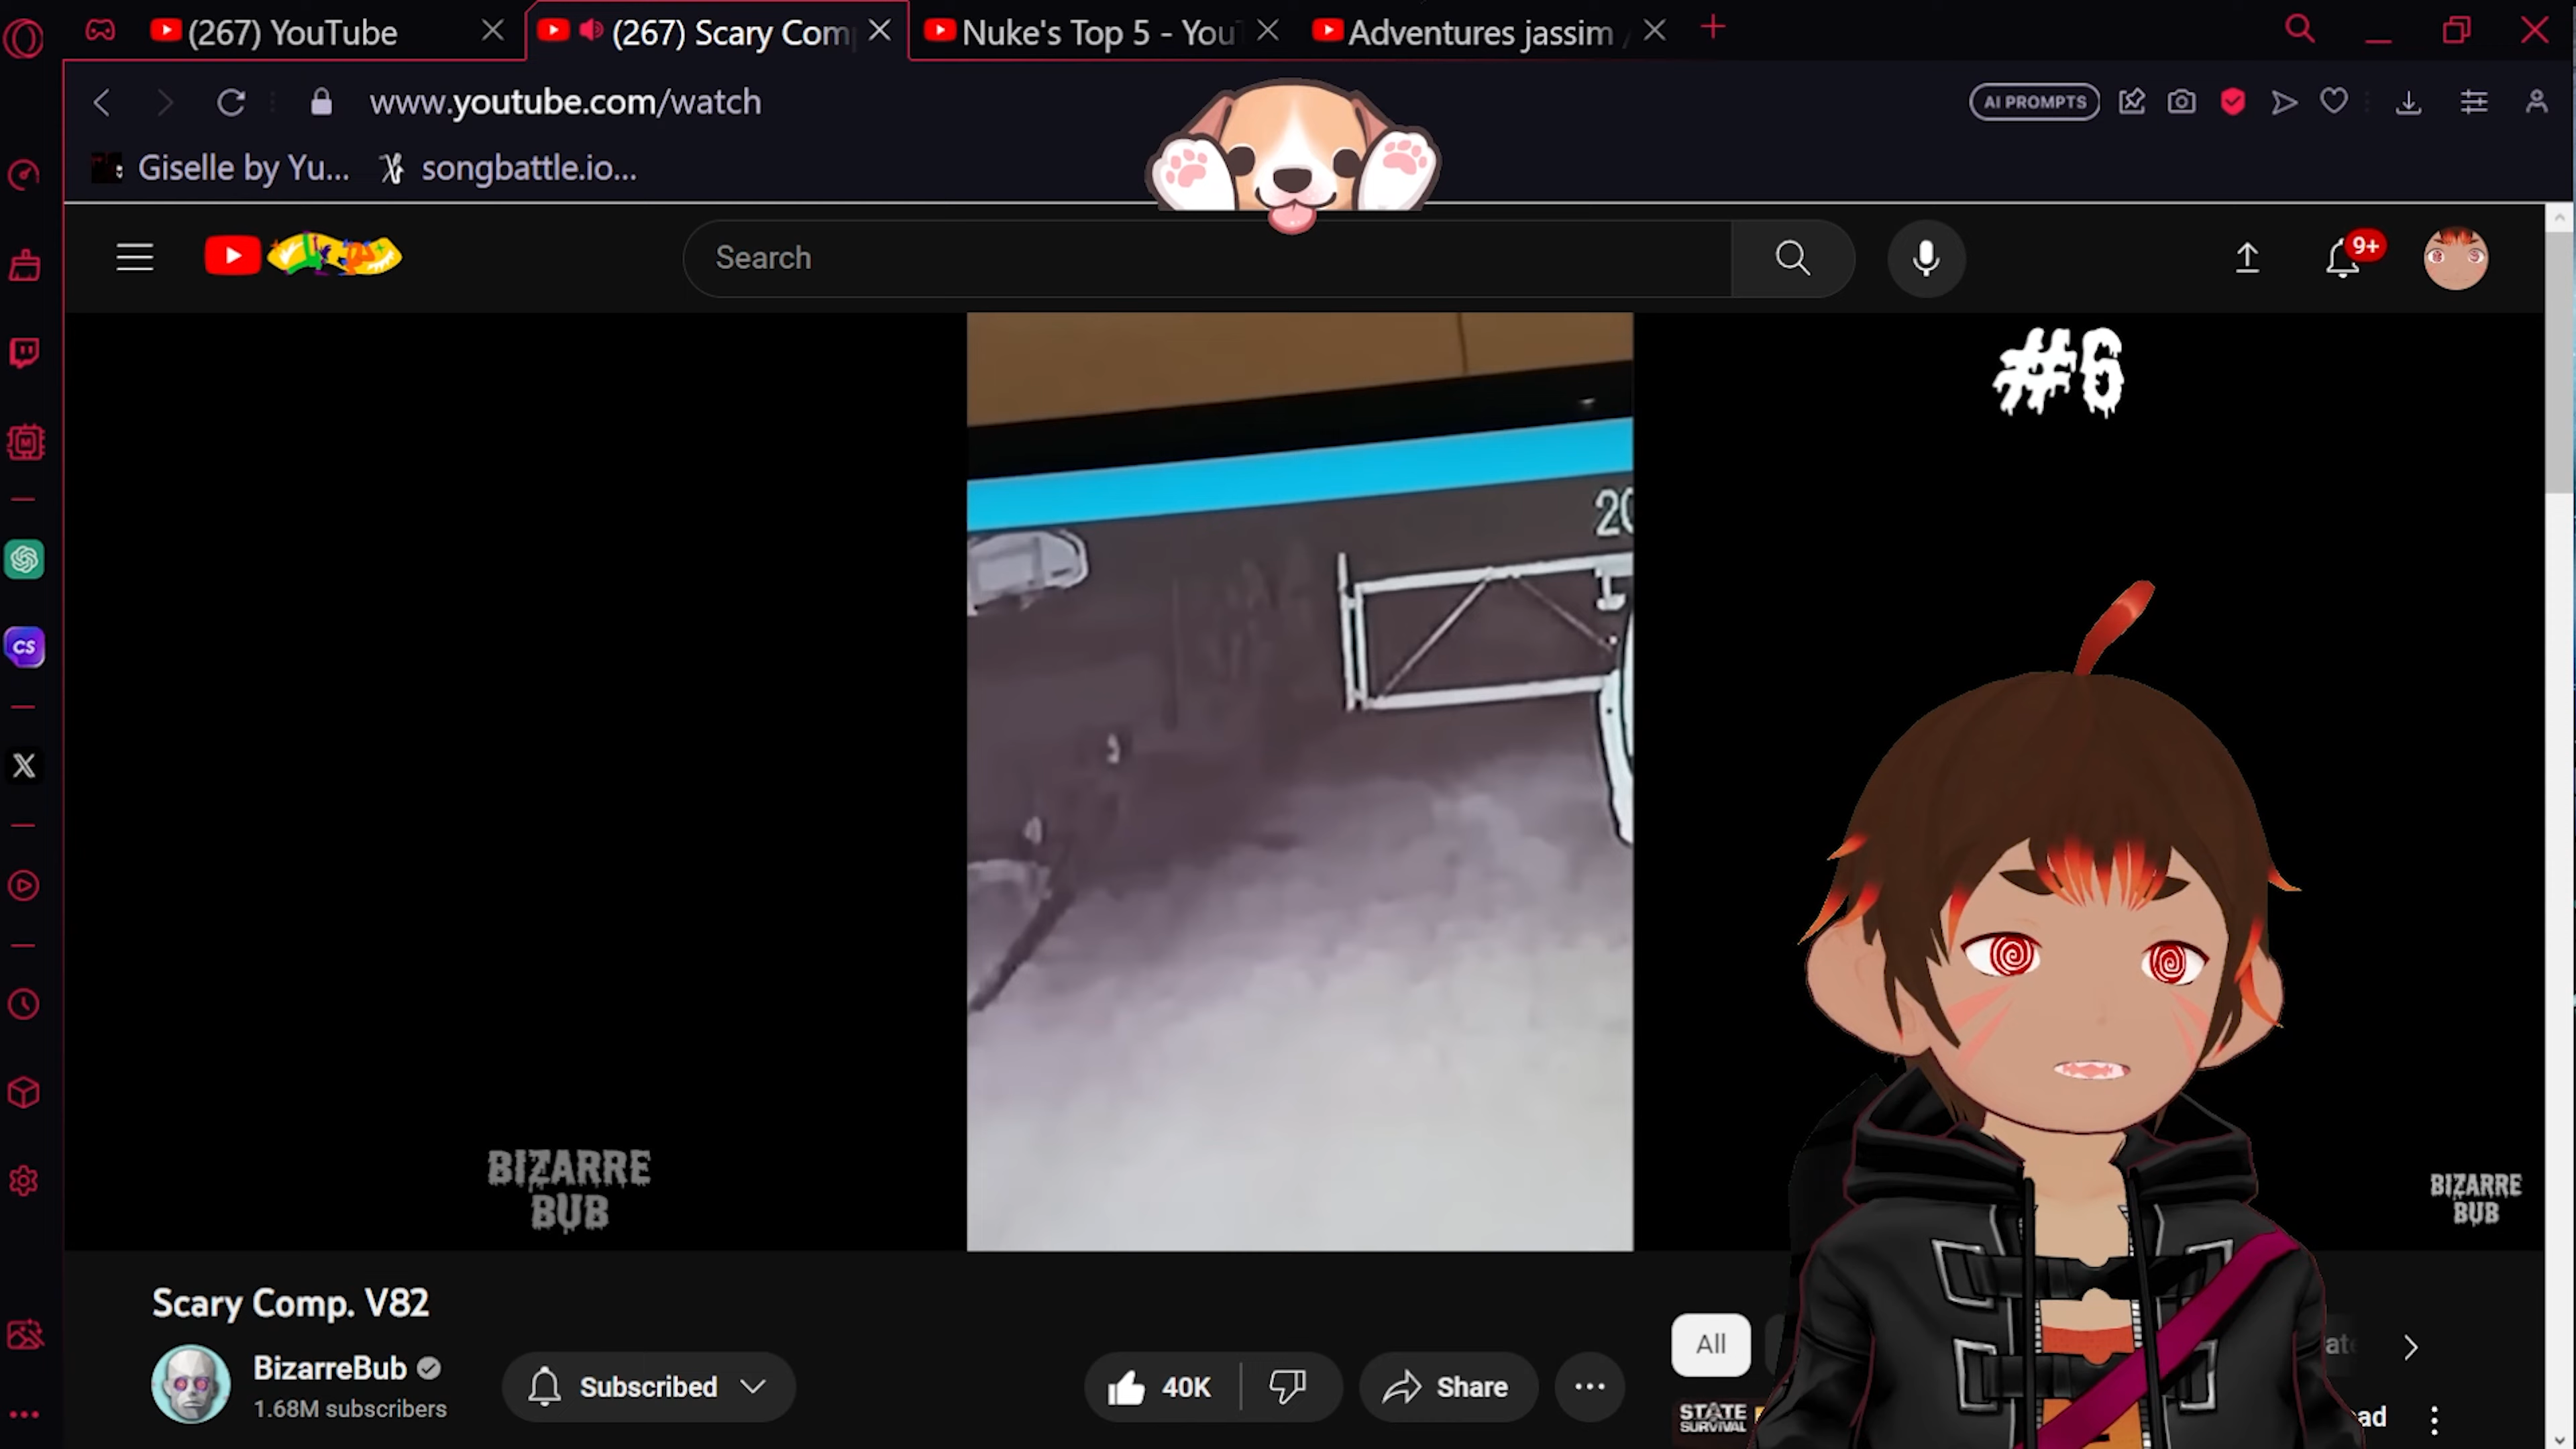 (267) YouTube
(267) Scary Com
Nuke's Top 5 - You
Adventures jassim
www.youtube.com/watch
AI PROMPTS
Giselle by Yu...
songbattle.io...
Search
9+
#6
20
BIZARRE
BUB
BIZARRE
BUB
Scary Comp. V82
BizarreBub
1.68M subscribers
Subscribed
40K
Share
All
STATE
SURVIVAL
ad
CS